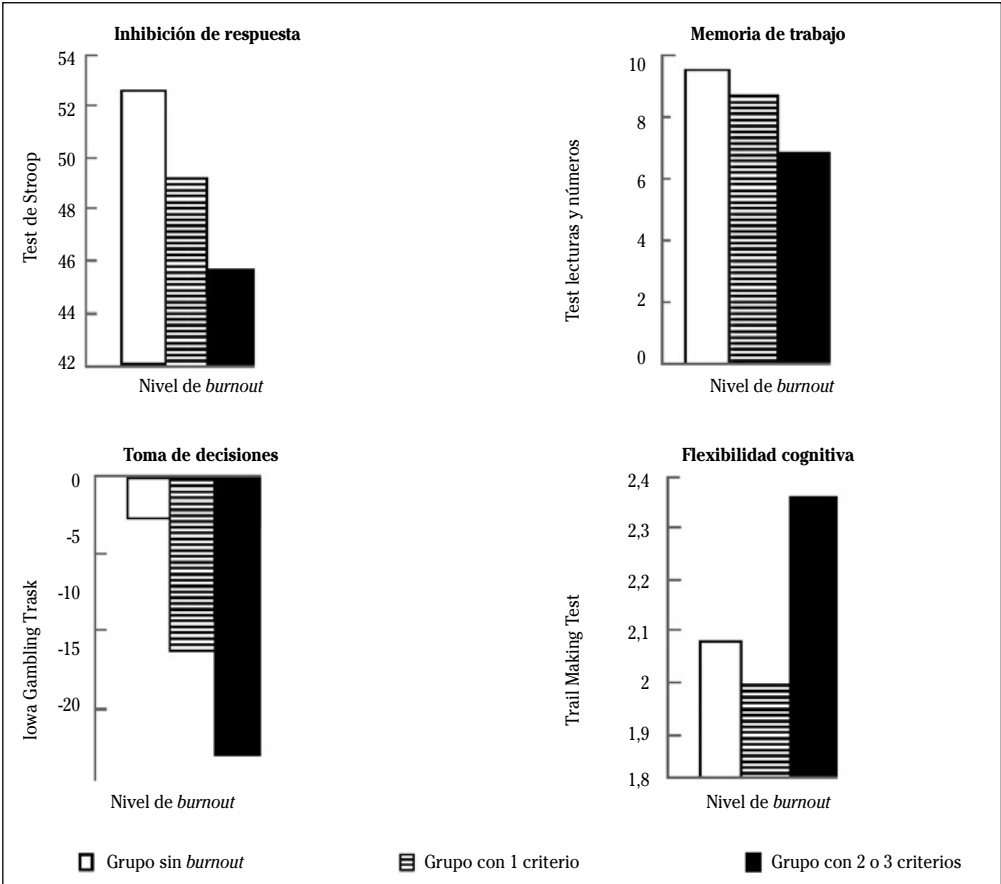 Inhibición de respuesta
54
52
50
48
46
44
42
Test de Stroop
Nivel de burnout
Memoria de trabajo
10
8
6
4
2
0
Test lecturas y números
Nivel de burnout
Toma de decisiones
0
-5
-10
-15
-20
Iowa Gambling Trask
Nivel de burnout
Flexibilidad cognitiva
2,4
2,3
2,2
2,1
2
1,9
1,8
Trail Making Test
Nivel de burnout
Grupo sin burnout
Grupo con 1 criterio
Grupo con 2 o 3 criterios